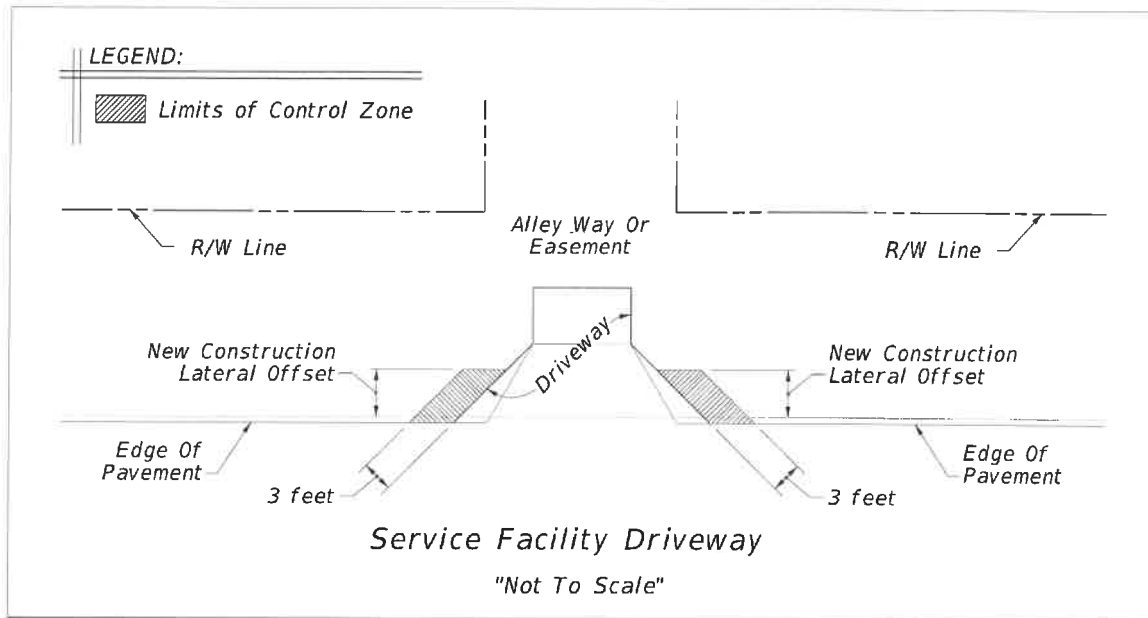 LEGEND:
Limits of Control Zone
Alley Way Or
Easement
R/W Line
R/W Line
New Construction
Lateral Offset
Driveway
New Construction
Lateral Offset
Edge Of
Pavement
3 feet
3 feet
Edge Of
Pavement
Service Facility Driveway
"Not To Scale"